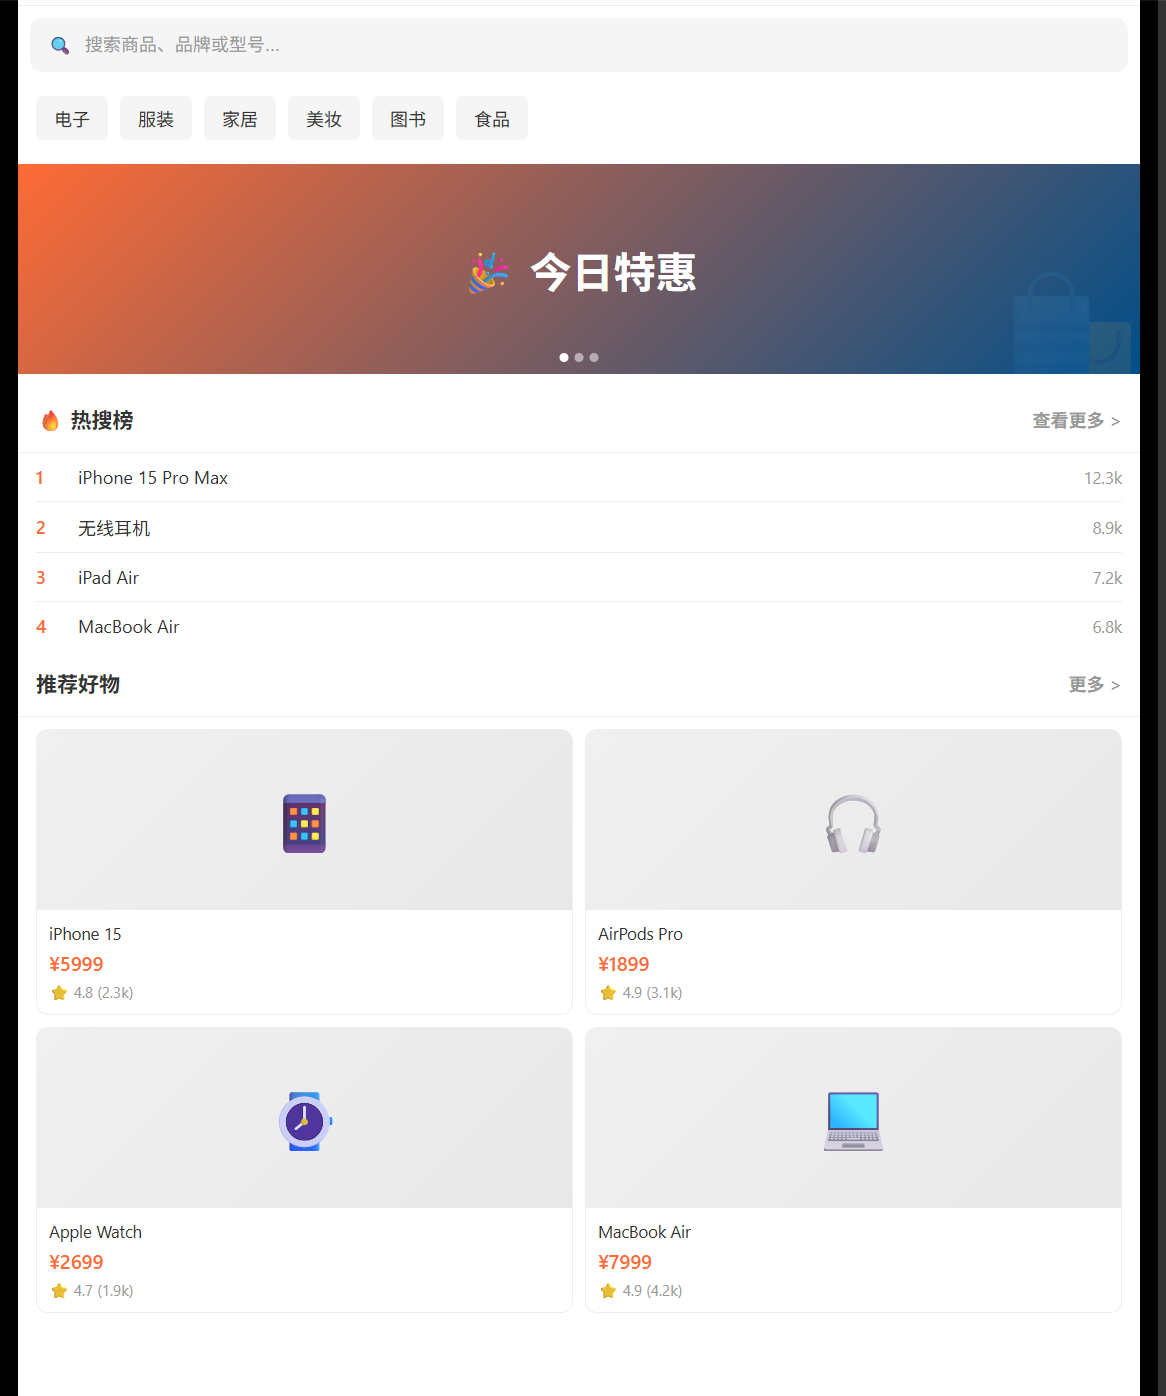 搜索商品、品牌或型号...
电子 服装 家居 美妆 图书 食品
今日特惠
热搜榜 查看更多 >
1 iPhone 15 Pro Max 12.3k
2 无线耳机 8.9k
3 iPad Air 7.2k
4 MacBook Air 6.8k
推荐好物 更多 >
iPhone 15
¥5999
4.8 (2.3k)
AirPods Pro
¥1899
4.9 (3.1k)
Apple Watch
¥2699
4.7 (1.9k)
MacBook Air
¥7999
4.9 (4.2k)